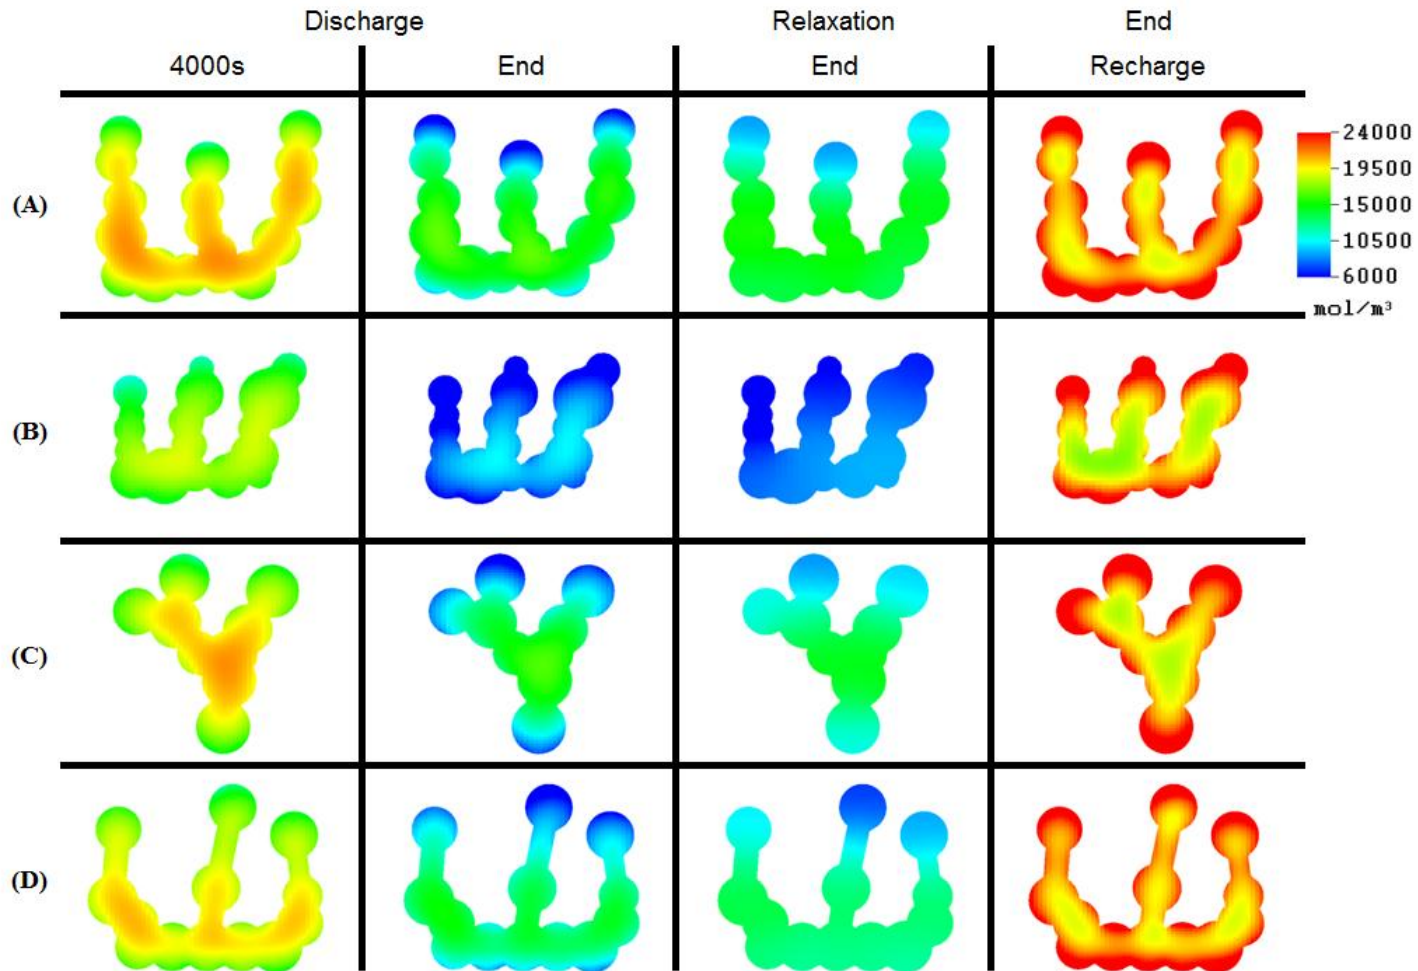 Discharge Relaxation End
4000s End End Recharge
(A)
24000
19500
15000
10500
6000
mol/m³
(B)
(C)
(D)